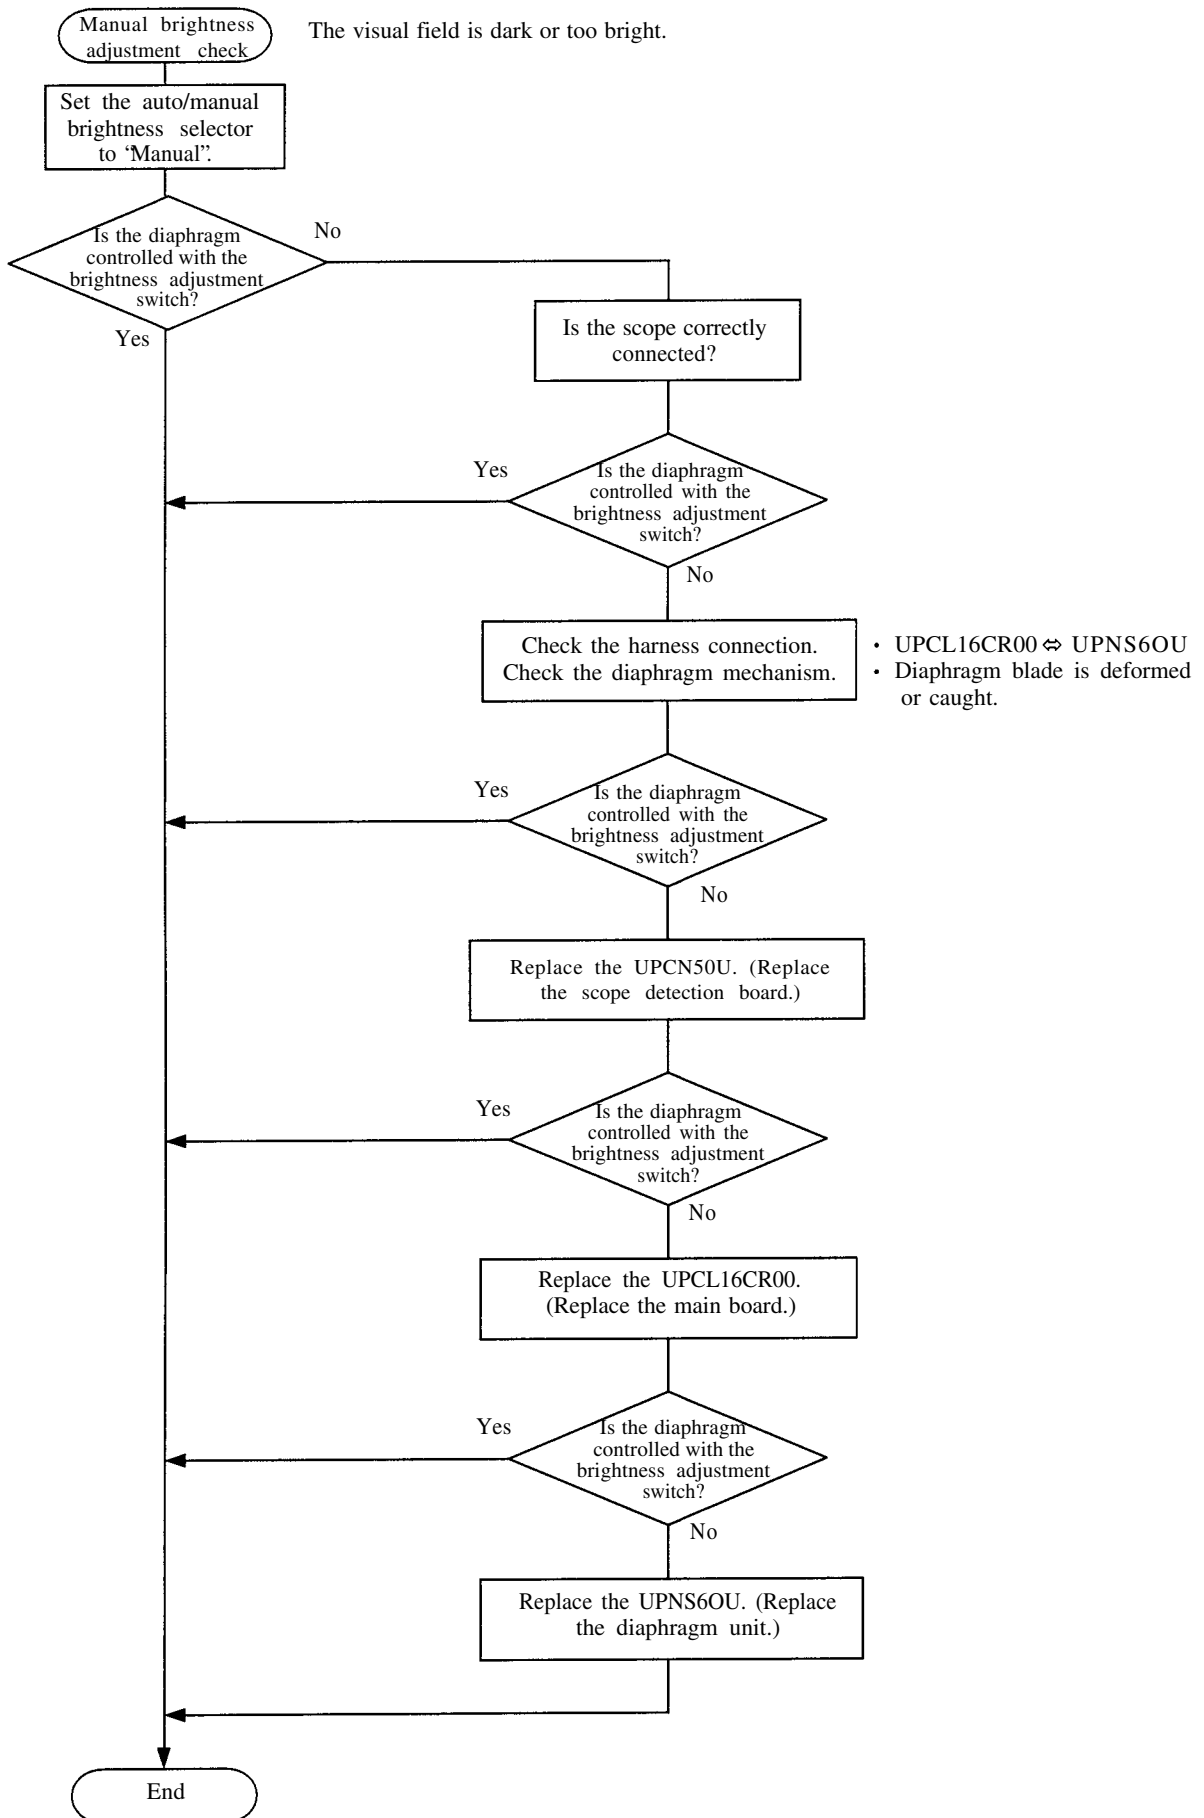 Manual brightness
adjustment check
The visual field is dark or too bright.
Set the auto/manual
brightness selector
to “Manual”.
Is the diaphragm
controlled with the
brightness adjustment
switch?
No
Yes
Is the scope correctly
connected?
Yes
Is the diaphragm
controlled with the
brightness adjustment
switch?
No
Check the harness connection.
Check the diaphragm mechanism.
· UPCL16CR00 ⇔ UPNS6OU
· Diaphragm blade is deformed
or caught.
Yes
Is the diaphragm
controlled with the
brightness adjustment
switch?
No
Replace the UPCN50U. (Replace
the scope detection board.)
Yes
Is the diaphragm
controlled with the
brightness adjustment
switch?
No
Replace the UPCL16CR00.
(Replace the main board.)
Yes
Is the diaphragm
controlled with the
brightness adjustment
switch?
No
Replace the UPNS6OU. (Replace
the diaphragm unit.)
End